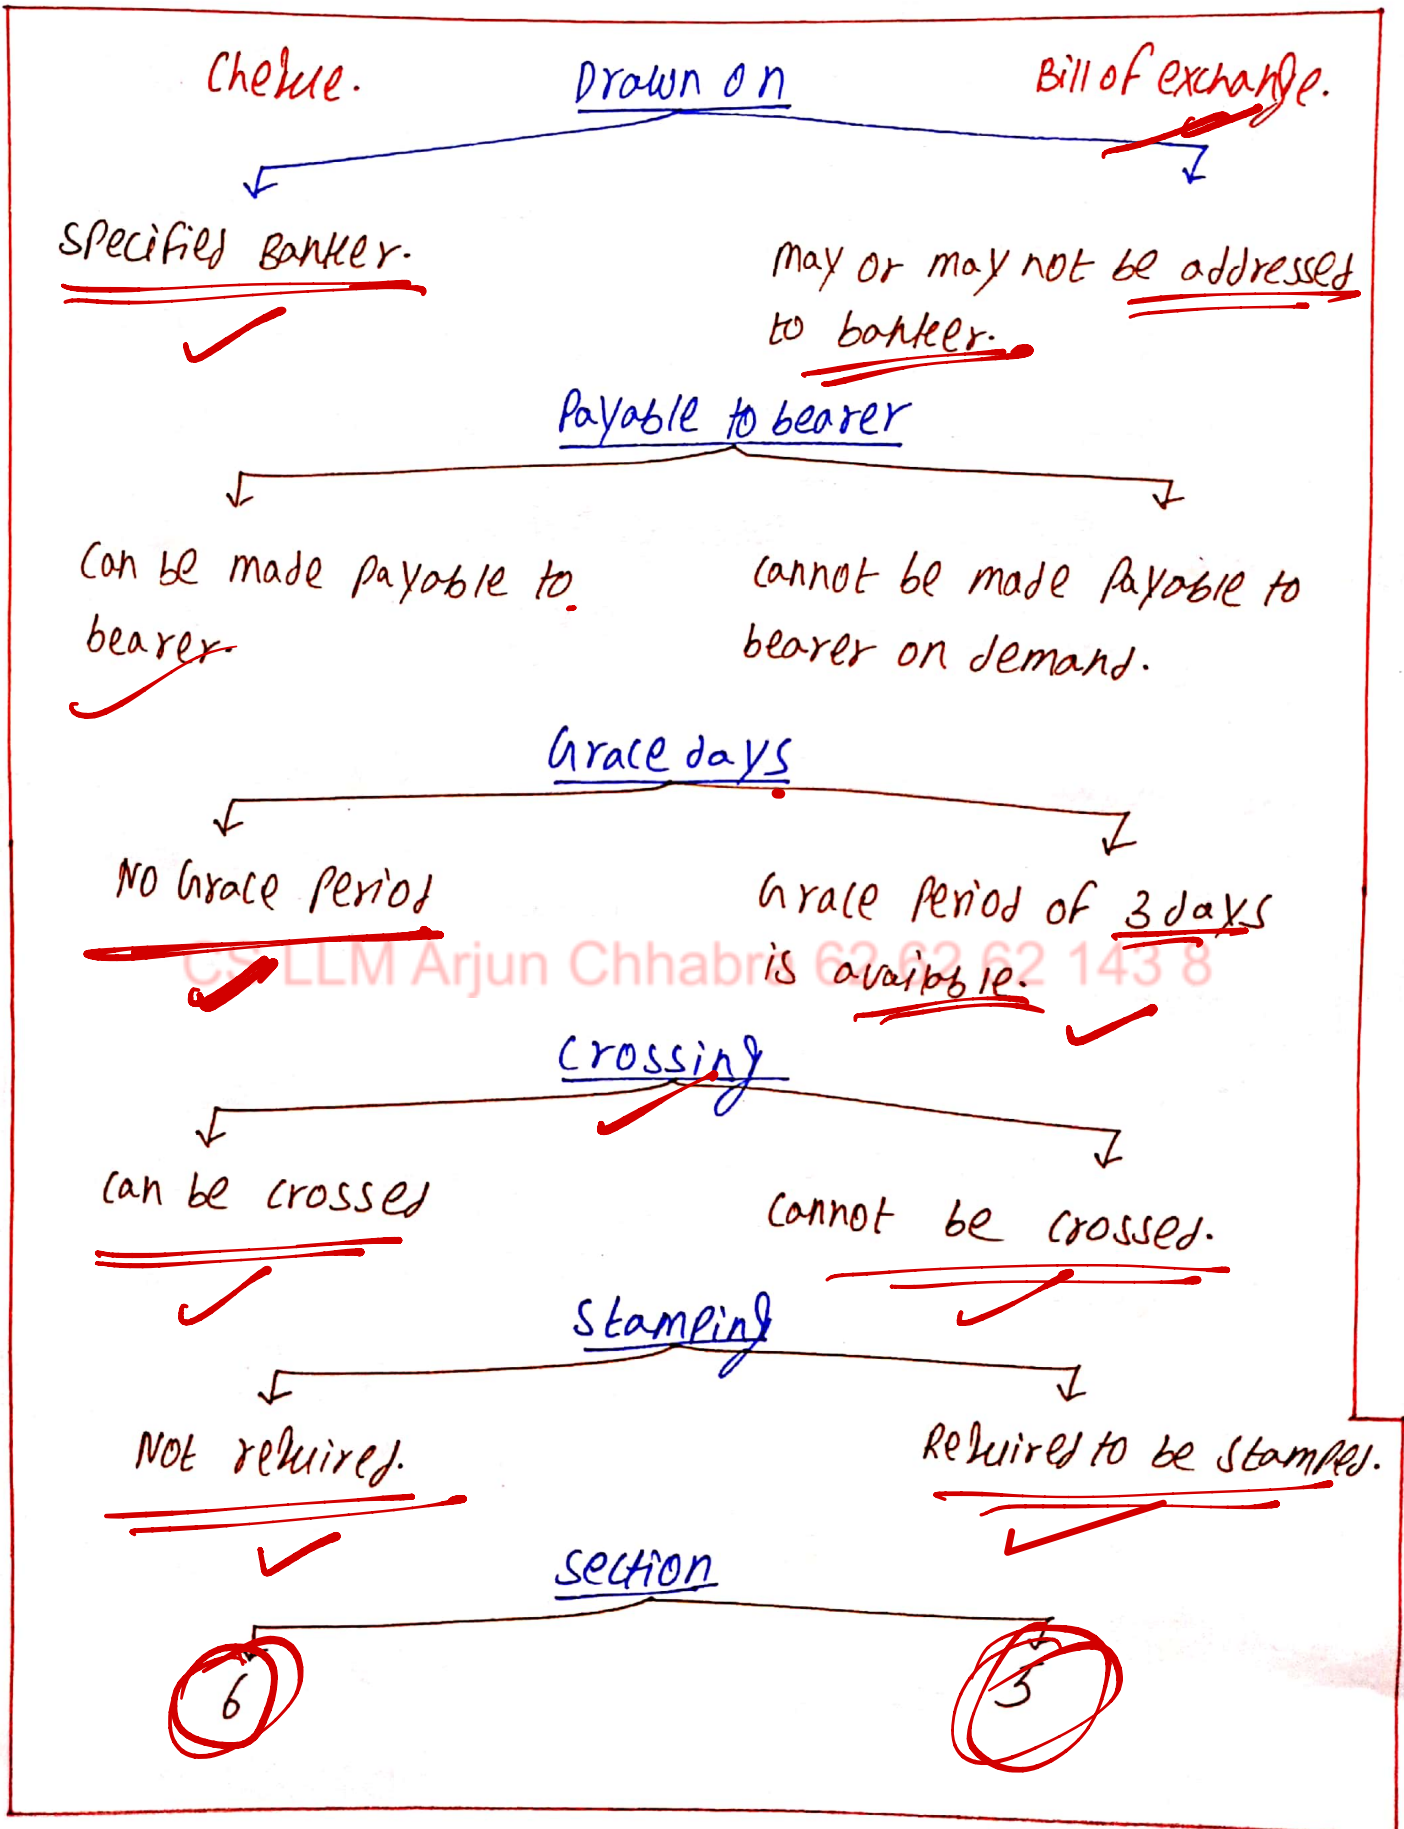 Cheque.
Drawn on
Bill of exchange.
Specified Banker.
may or may not be addressed
to banker.
Payable to bearer
Can be made payable to
bearer.
cannot be made payable to
bearer on demand.
Grace days
No Grace Period
Grace Period of 3 days
is available.
CS LLM Arjun Chhabra 62 62 62 143 8
Crossing
Can be crossed
Cannot be crossed.
Stamping
Not required.
Required to be stamped.
Section
6
5